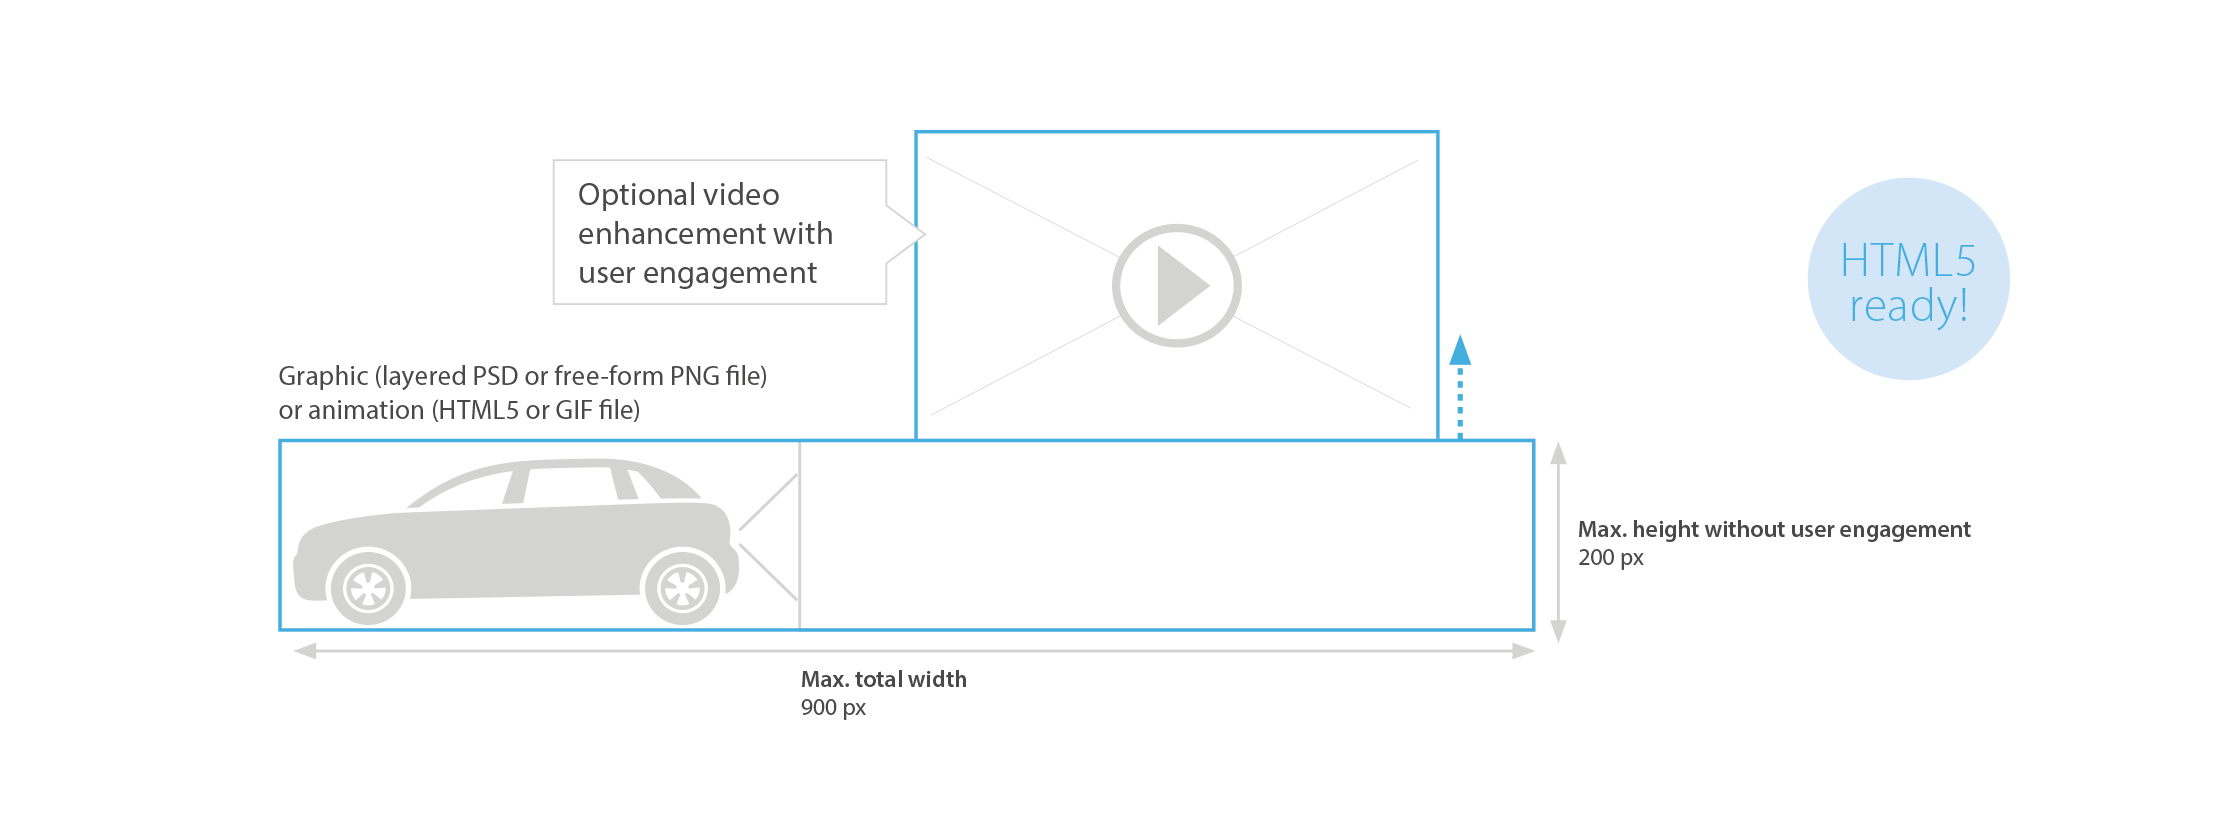 Optional video
enhancement with
user engagement
HTML5
ready!
Graphic (layered PSD or free-form PNG file)
or animation (HTML5 or GIF file)
Max. height without user engagement
200 px
Max. total width
900 px